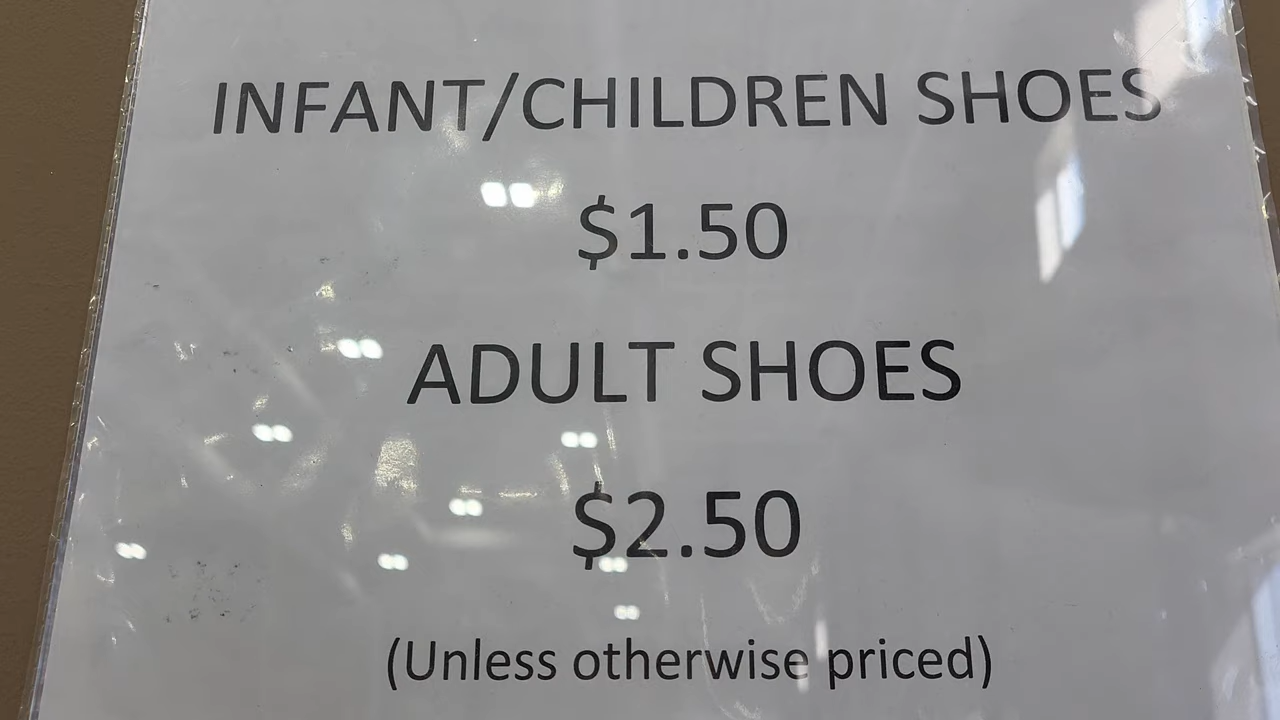 INFANT/CHILDREN SHOES
$1.50
ADULT SHOES
$2.50
(Unless otherwise priced)